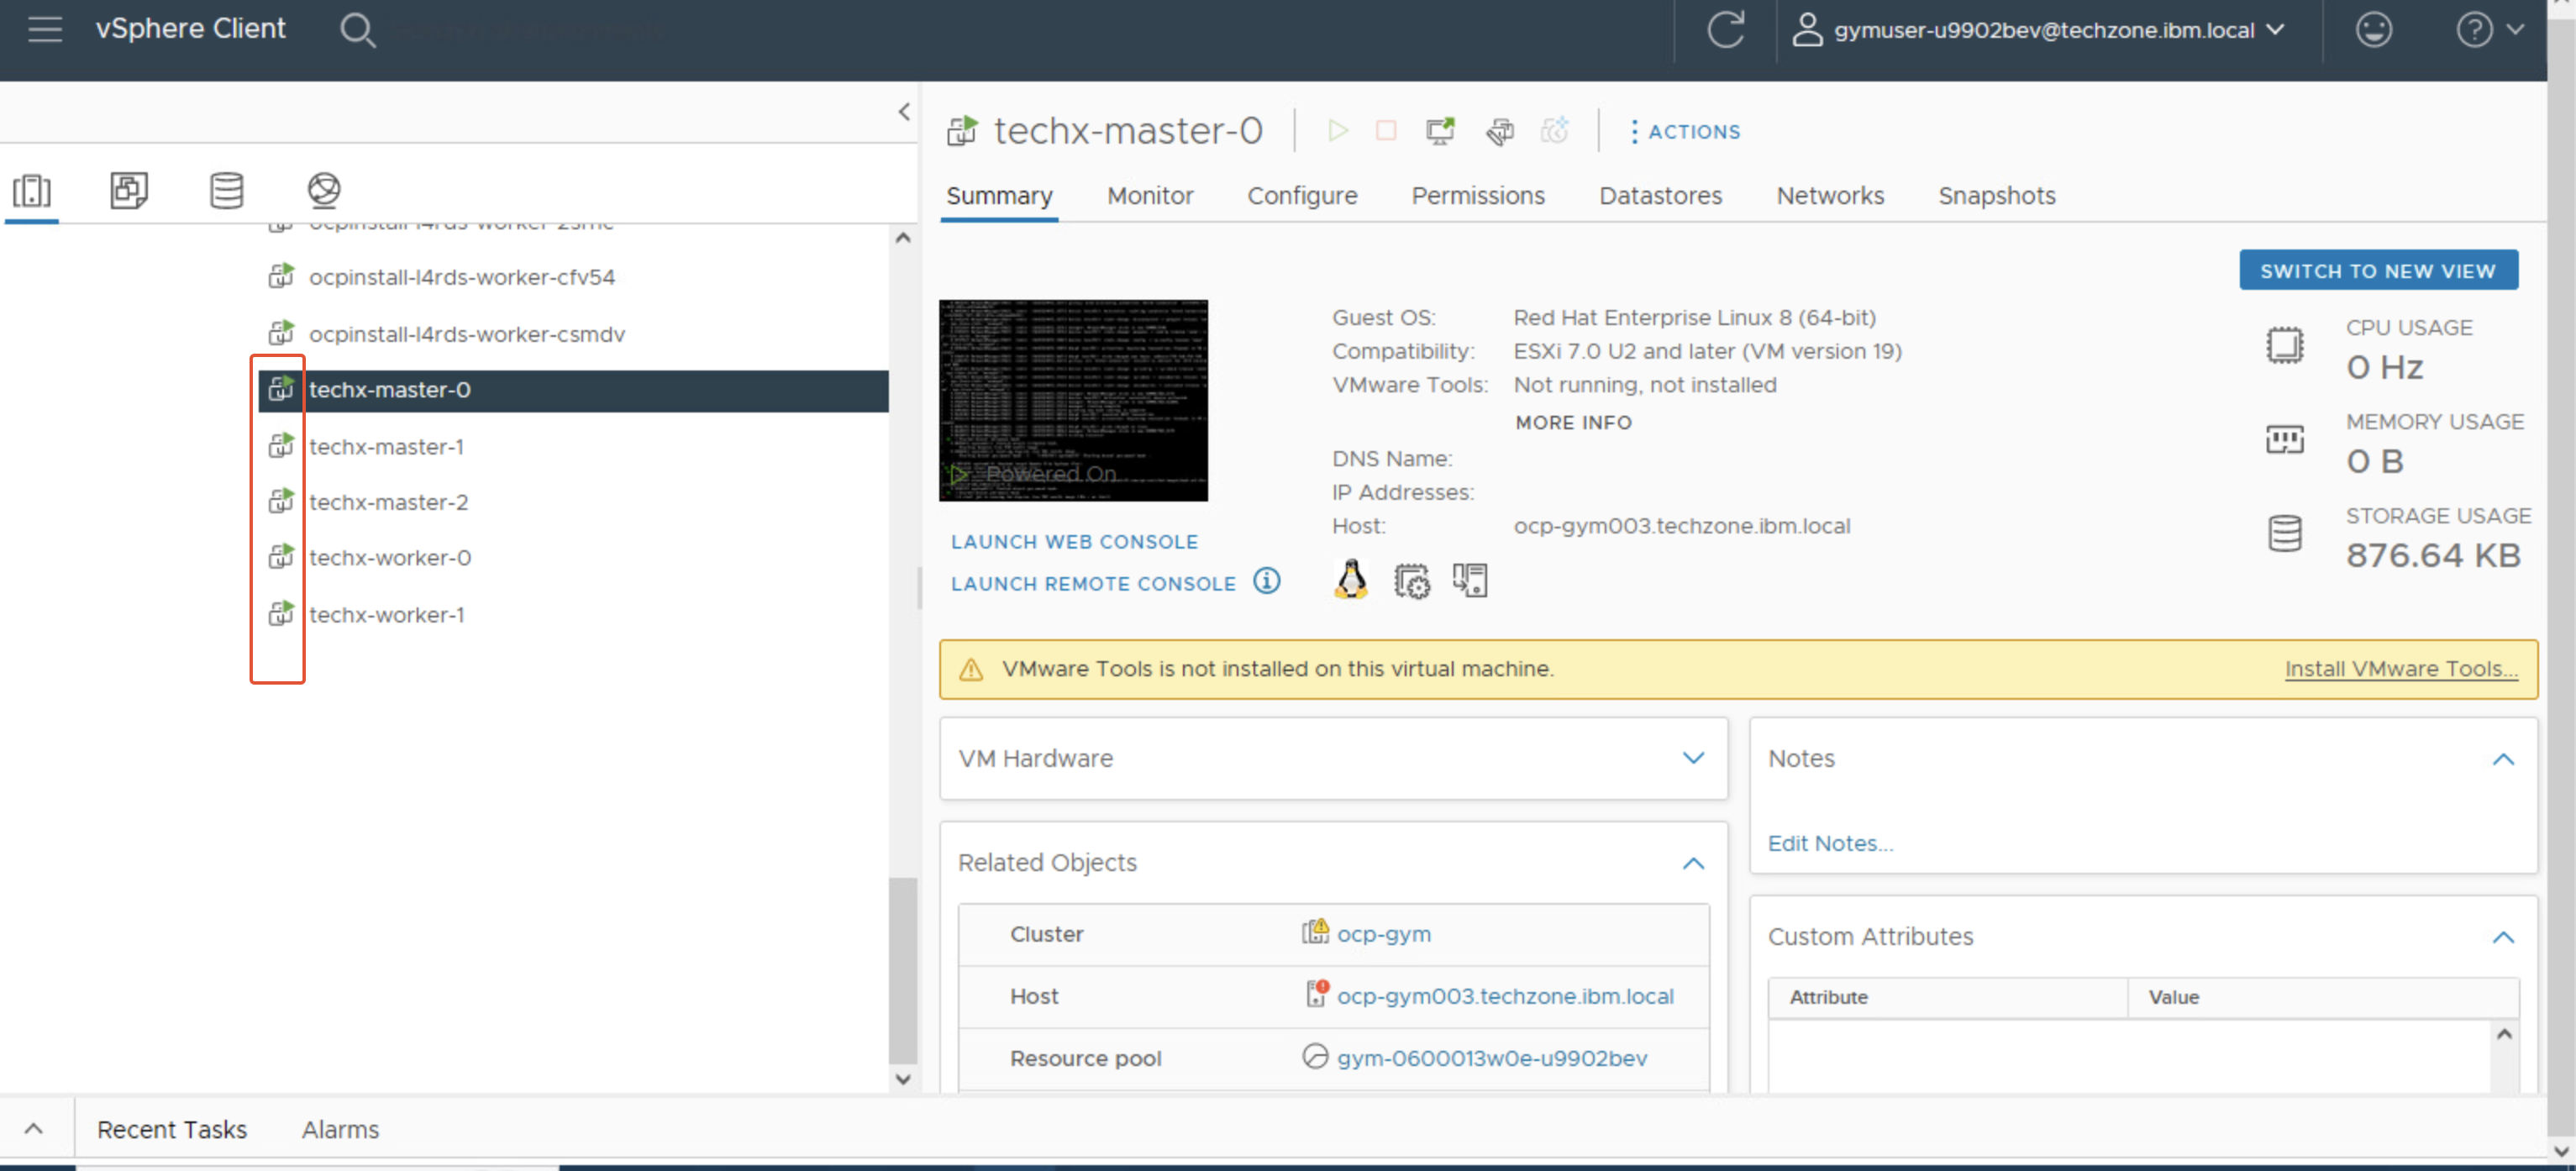 vSphere Client
gymuser-u9902bev@techzone.ibm.local
techx-master-0
ACTIONS
Summary Monitor Configure Permissions Datastores Networks Snapshots
ocpinstall-l4rds-worker-cfv54
ocpinstall-l4rds-worker-csmdv
techx-master-0
techx-master-1
techx-master-2
techx-worker-0
techx-worker-1
SWITCH TO NEW VIEW
Powered On
LAUNCH WEB CONSOLE
LAUNCH REMOTE CONSOLE
Guest OS: Red Hat Enterprise Linux 8 (64-bit)
Compatibility: ESXi 7.0 U2 and later (VM version 19)
VMware Tools: Not running, not installed
MORE INFO
DNS Name:
IP Addresses:
Host: ocp-gym003.techzone.ibm.local
CPU USAGE
0 Hz
MEMORY USAGE
0 B
STORAGE USAGE
876.64 KB
VMware Tools is not installed on this virtual machine. Install VMware Tools...
VM Hardware
Related Objects
Cluster ocp-gym
Host ocp-gym003.techzone.ibm.local
Resource pool gym-0600013w0e-u9902bev
Notes
Edit Notes...
Custom Attributes
Attribute Value
Recent Tasks Alarms